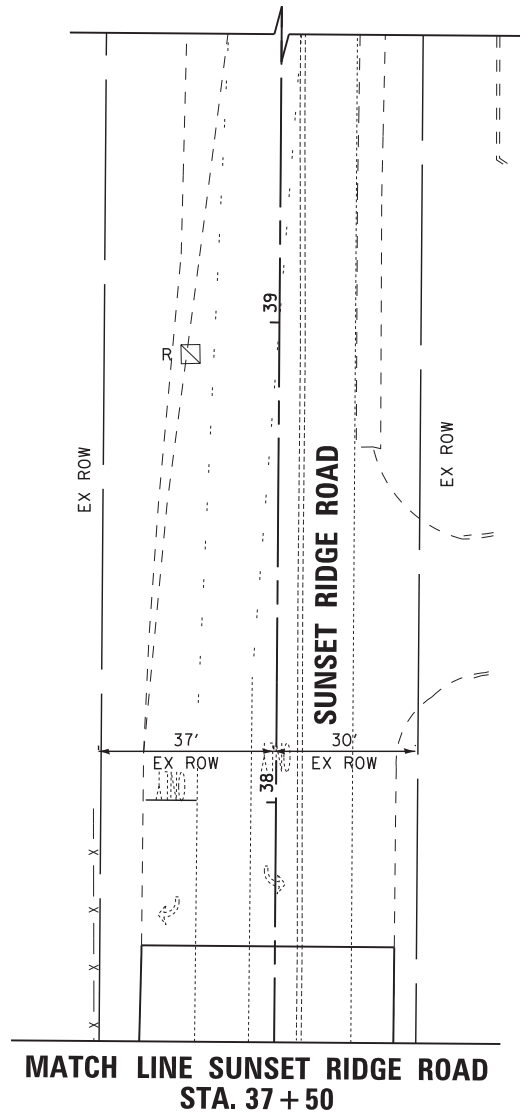 39
R
EX ROW
EX ROW
SUNSET RIDGE ROAD
37'
30'
EX ROW
EX ROW
38
X
X
X
X
MATCH LINE SUNSET RIDGE ROAD
STA. 37+50